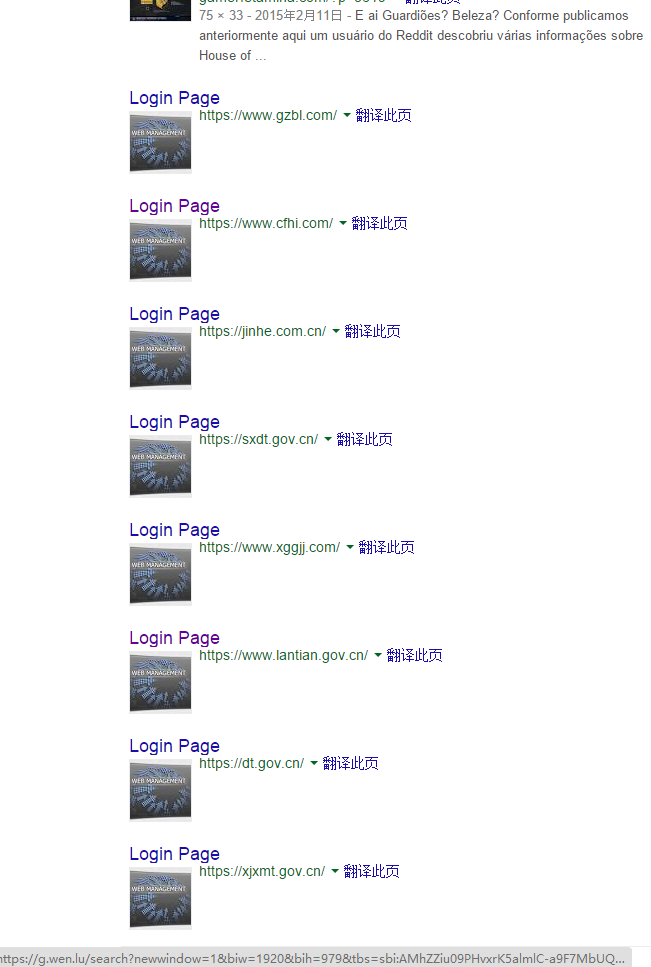 75 × 33 - 2015年2月11日 - E ai Guardiões? Beleza? Conforme publicamos
anteriormente aqui um usuário do Reddit descobriu várias informações sobre
House of ...
Login Page
https://www.gzbl.com/ 翻译此页
WEB MANAGEMENT
Login Page
https://www.cfhi.com/ 翻译此页
WEB MANAGEMENT
Login Page
https://jinhe.com.cn/ 翻译此页
WEB MANAGEMENT
Login Page
https://sxdt.gov.cn/ 翻译此页
WEB MANAGEMENT
Login Page
https://www.xggjj.com/ 翻译此页
WEB MANAGEMENT
Login Page
https://www.lantian.gov.cn/ 翻译此页
WEB MANAGEMENT
Login Page
https://dt.gov.cn/ 翻译此页
WEB MANAGEMENT
Login Page
https://xjxmt.gov.cn/ 翻译此页
WEB MANAGEMENT
https://g.wen.lu/search?newwindow=1&biw=1920&bih=979&tbs=sbi:AMhZZiu09PHvxrK5almlC-a9F7MbUQ...